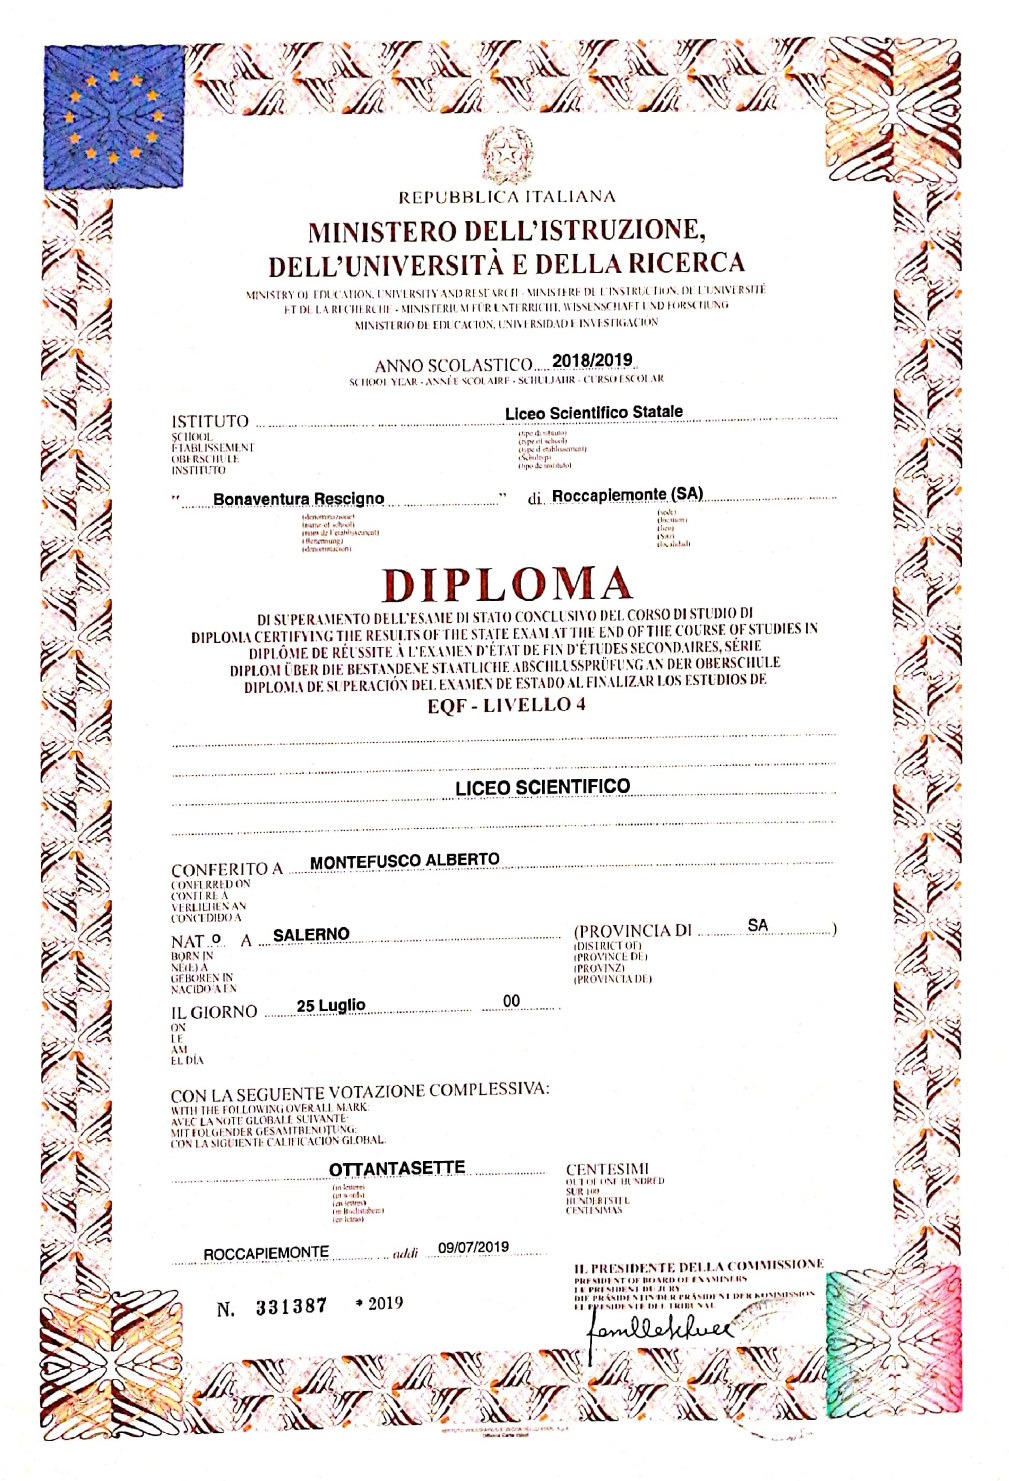 REPUBBLICA ITALIANA
MINISTERO DELL'ISTRUZIONE,
DELL'UNIVERSITÀ E DELLA RICERCA
MINISTRY OF EDUCATION, UNIVERSITY AND RESEARCH - MINISTERE DE L'INSTRUCTION, DE L'UNIVERSITÉ
ET DE LA RECHERCHE - MINISTERIUM FÜR UNTERRICHT, WISSENSCHAFT UND FORSCHUNG
MINISTERIO DE EDUCACION, UNIVERSIDAD E INVESTIGACION
ANNO SCOLASTICO 2018/2019
SCHOOL YEAR - ANNÉE SCOLAIRE - SCHULJAHR - CURSO ESCOLAR
ISTITUTO Liceo Scientifico Statale
SCHOOL (tipo di istituto)
ÉTABLISSEMENT (type of school)
OBERSCHULE (type d'établissement)
INSTITUTO (Schultyp)
(tipo de instituto)
" Bonaventura Rescigno " di Roccapiemonte (SA)
(denominazione) (sede)
(name of school) (location)
(nom de l'établissement) (lieu)
(Benennung) (Sitz)
(denominacion) (localidad)
DIPLOMA
DI SUPERAMENTO DELL'ESAME DI STATO CONCLUSIVO DEL CORSO DI STUDIO DI
DIPLOMA CERTIFYING THE RESULTS OF THE STATE EXAM AT THE END OF THE COURSE OF STUDIES IN
DIPLÔME DE RÉUSSITE À L'EXAMEN D'ÉTAT DE FIN D'ÉTUDES SECONDAIRES, SÉRIE
DIPLOM ÜBER DIE BESTANDENE STAATLICHE ABSCHLUSSPRÜFUNG AN DER OBERSCHULE
DIPLOMA DE SUPERACIÓN DEL EXAMEN DE ESTADO AL FINALIZAR LOS ESTUDIOS DE
EQF - LIVELLO 4
LICEO SCIENTIFICO
CONFERITO A MONTEFUSCO ALBERTO
CONFERRED ON
CONFÉRÉ A
VERLIEHEN AN
CONCEDIDO A
NAT o A SALERNO (PROVINCIA DI SA )
BORN IN (DISTRICT OF)
NÉ(E) A (PROVINCE DE)
GEBOREN IN (PROVINZ)
NACIDO/A EN (PROVINCIA DE)
IL GIORNO 25 Luglio 00
ON
LE
AM
EL DÍA
CON LA SEGUENTE VOTAZIONE COMPLESSIVA:
WITH THE FOLLOWING OVERALL MARK:
AVEC LA NOTE GLOBALE SUIVANTE:
MIT FOLGENDER GESAMTBENOTUNG:
CON LA SIGUIENTE CALIFICACIÓN GLOBAL:
OTTANTASETTE CENTESIMI
(in lettere) OUT OF ONE HUNDRED
(in words) SUR 100
(en lettres) HUNDERTSTEL
(in Buchstaben) CENTESIMAS
(en letras)
ROCCAPIEMONTE addì 09/07/2019
IL PRESIDENTE DELLA COMMISSIONE
PRESIDENT OF BOARD OF EXAMINERS
LE PRESIDENT DU JURY
DIE PRÄSIDENTIN/DER PRÄSIDENT DER KOMMISSION
EL PRESIDENTE DEL TRIBUNAL
N. 331387 * 2019